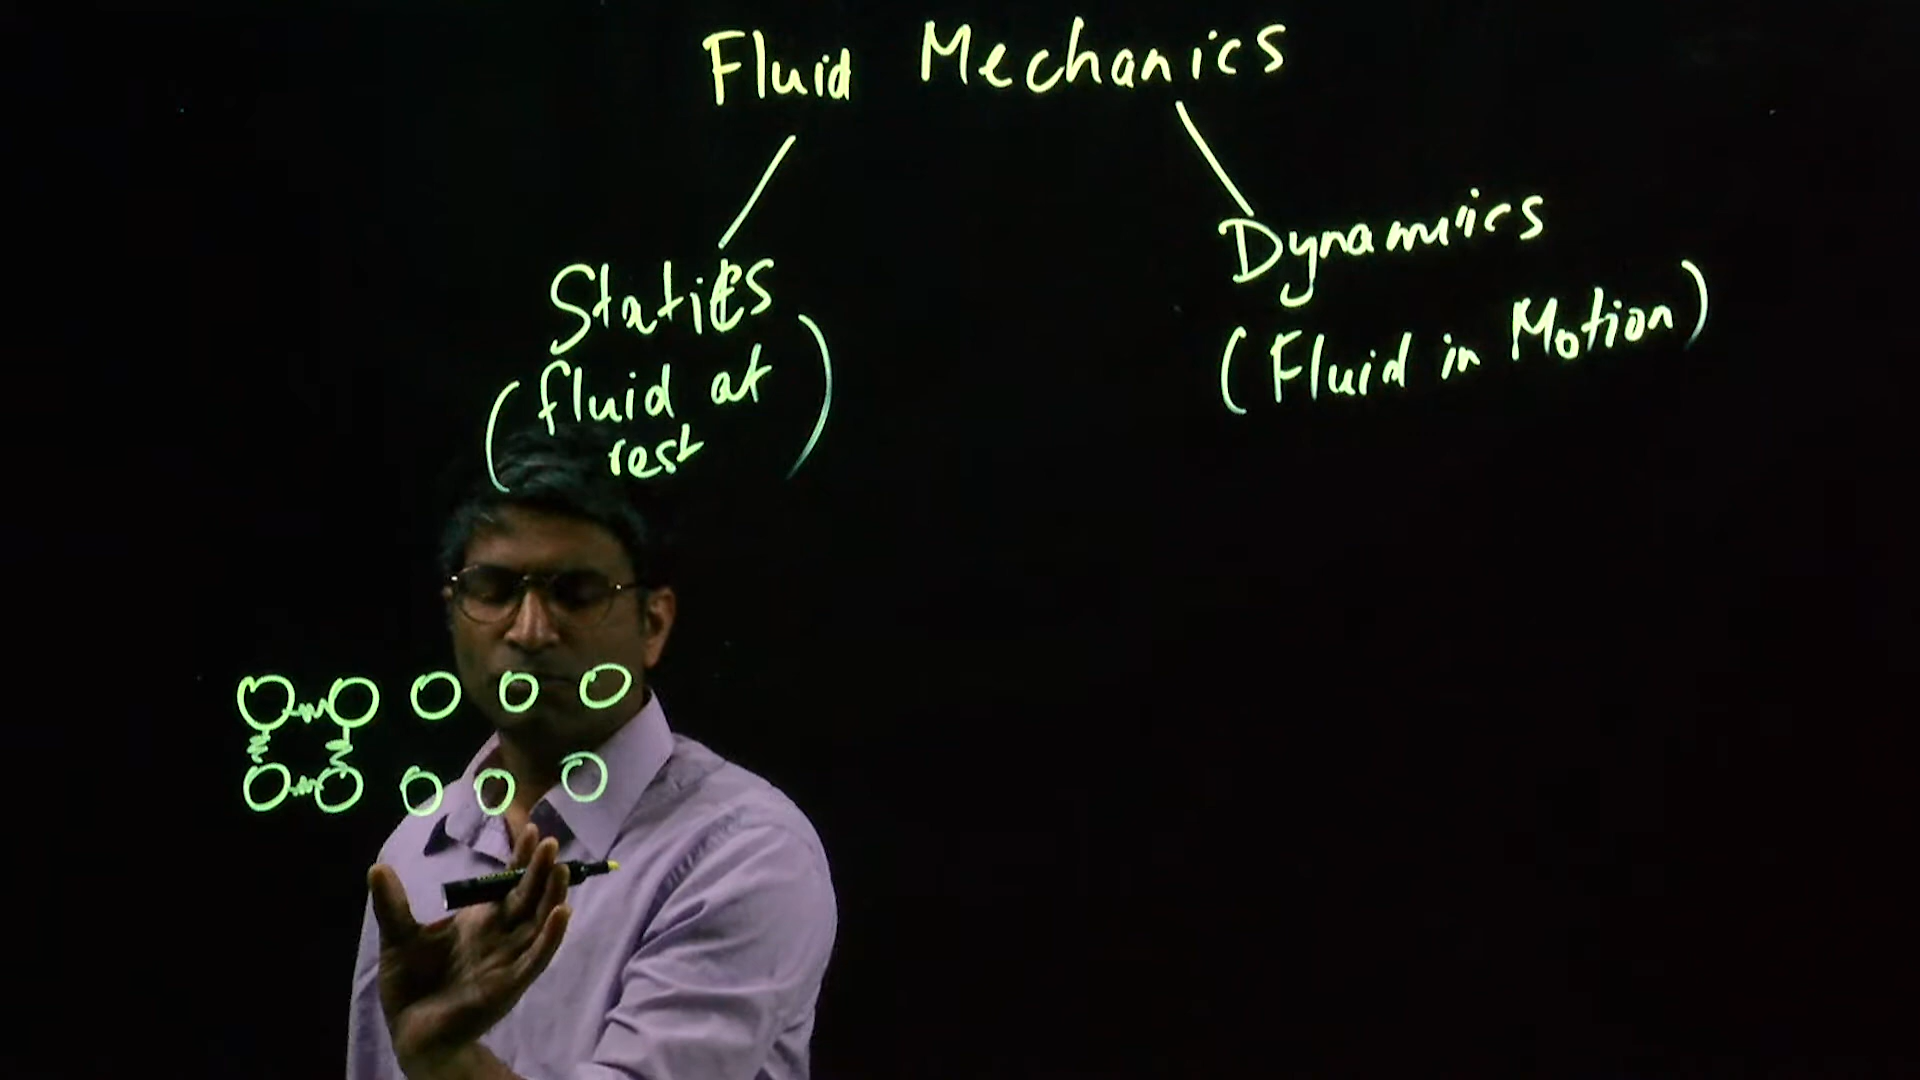 Fluid Mechanics
Statics
(fluid at
rest)
Dynamics
(Fluid in Motion)